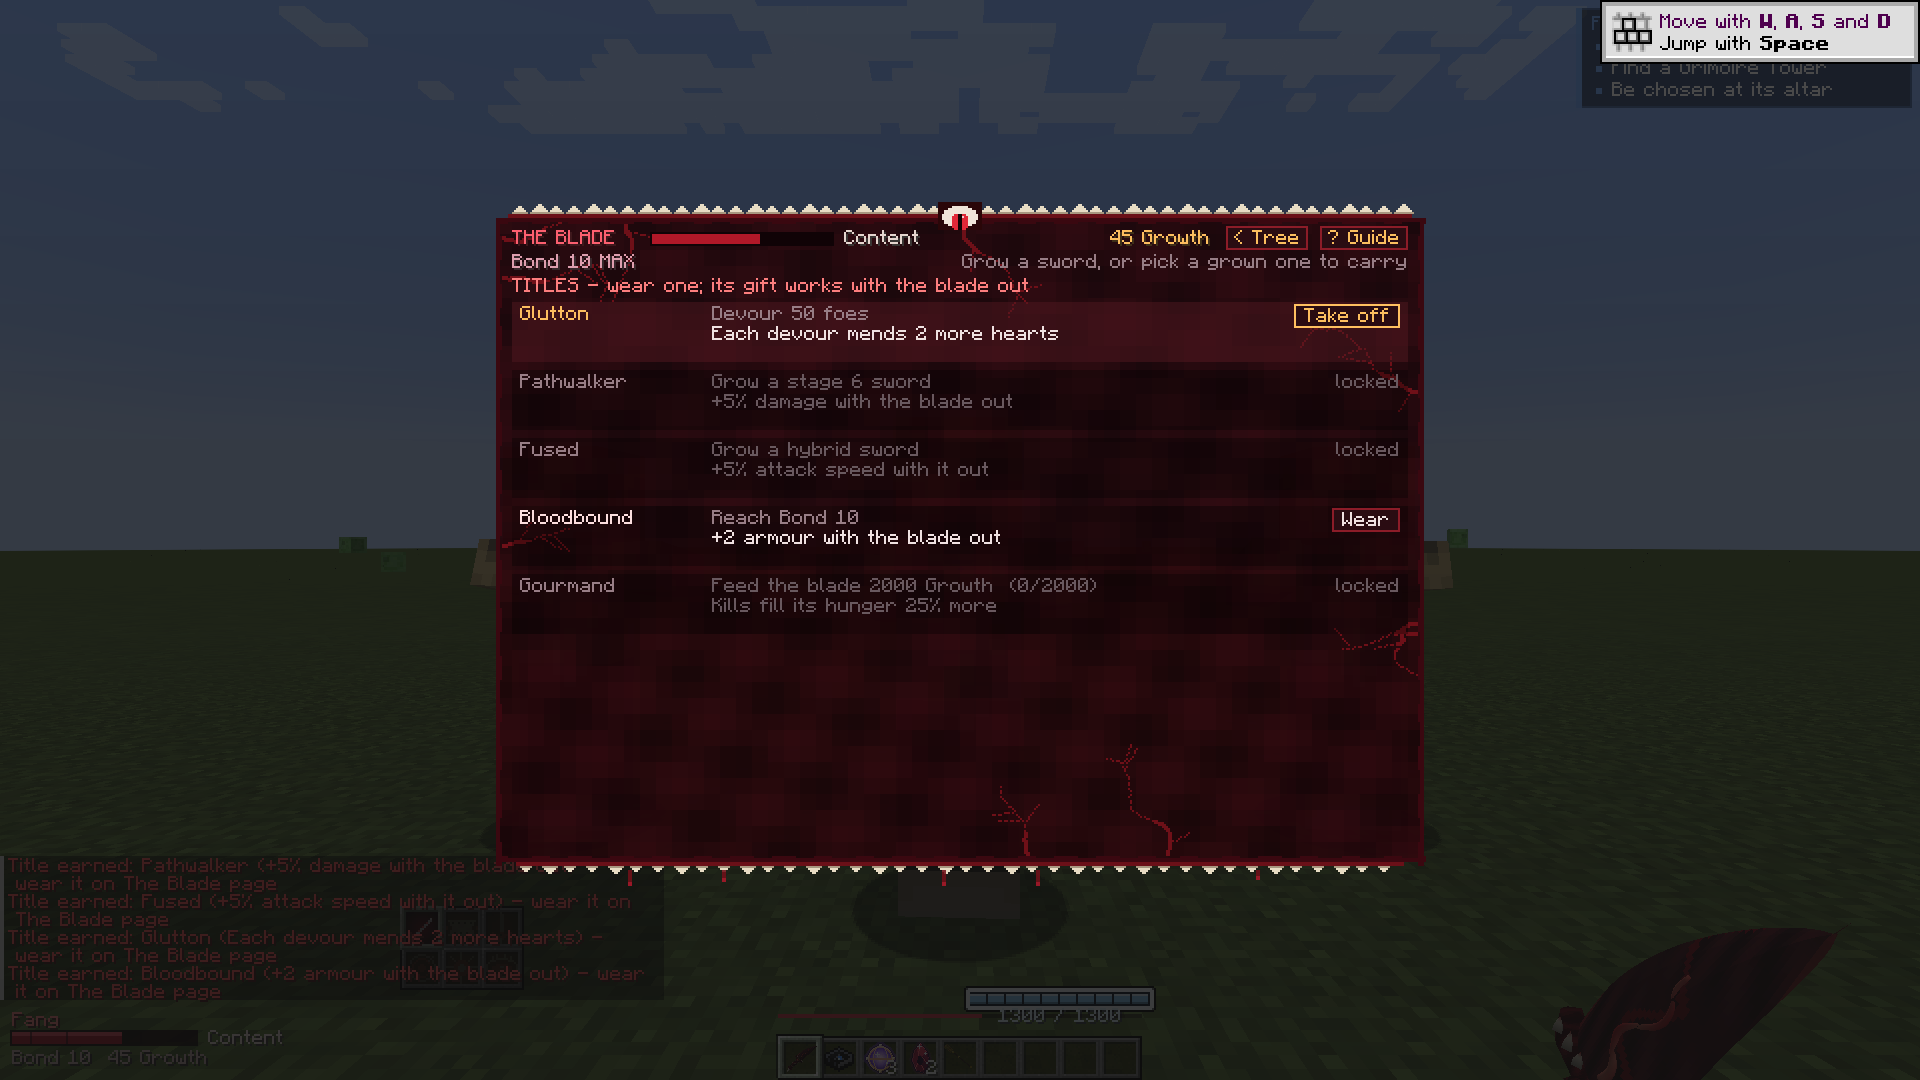 Move with W, A, S and D
Jump with Space
Find a Grimoire Tower
Be chosen at its altar
THE BLADE
Content
45 Growth
< Tree
? Guide
Bond 10 MAX
Grow a sword, or pick a grown one to carry
TITLES - wear one; its gift works with the blade out
Glutton
Devour 50 foes
Take off
Each devour mends 2 more hearts
Pathwalker
Grow a stage 6 sword
locked
+5% damage with the blade out
Fused
Grow a hybrid sword
locked
+5% attack speed with it out
Bloodbound
Reach Bond 10
Wear
+2 armour with the blade out
Gourmand
Feed the blade 2000 Growth (0/2000)
locked
Kills fill its hunger 25% more
Title earned: Pathwalker (+5% damage with the blade
wear it on The Blade page
Title earned: Fused (+5% attack speed with it out) - wear it on
The Blade page
Title earned: Glutton (Each devour mends 2 more hearts) -
wear it on The Blade page
Title earned: Bloodbound (+2 armour with the blade out) - wear
it on The Blade page
Fang
Content
Bond 10 45 Growth
1300 / 1300
3
2